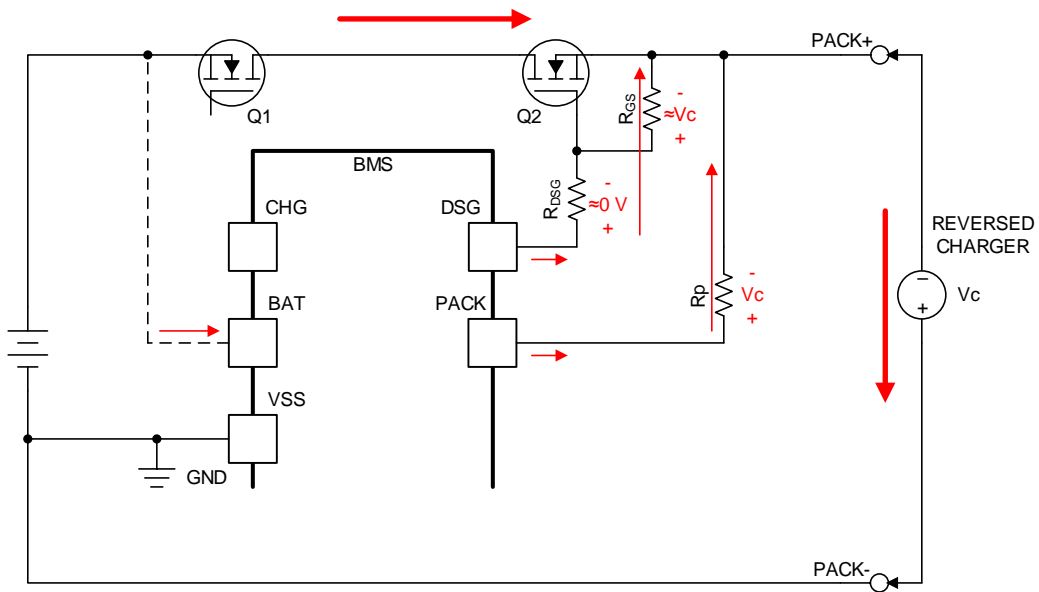 PACK+
Q1
Q2
RGS
-
≈Vc
+
BMS
CHG
DSG
RDSG
-
≈0 V
+
REVERSED
CHARGER
BAT
PACK
Rp
-
Vc
+
−
+
Vc
VSS
GND
PACK-